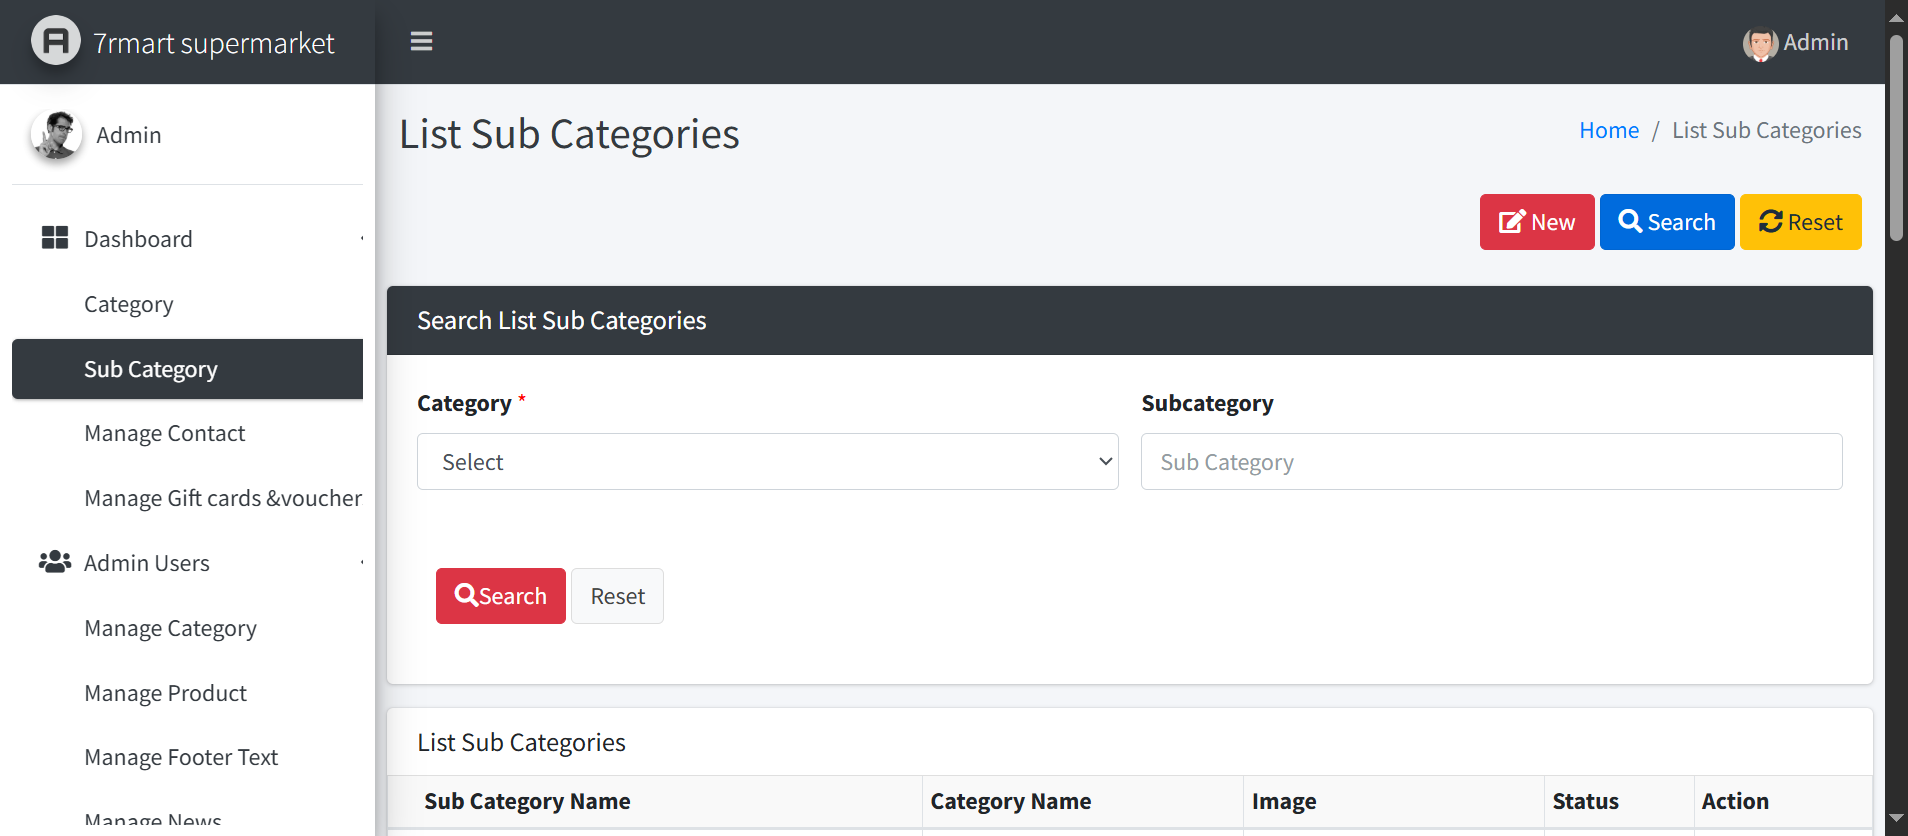 7rmart supermarket
Admin
Admin
Dashboard
Category
Sub Category
Manage Contact
Manage Gift cards &voucher
Admin Users
Manage Category
Manage Product
Manage Footer Text
Manage News
List Sub Categories
Home / List Sub Categories
New Search Reset
Search List Sub Categories
Category * Subcategory
Select Sub Category
Search Reset
List Sub Categories
Sub Category Name Category Name Image Status Action